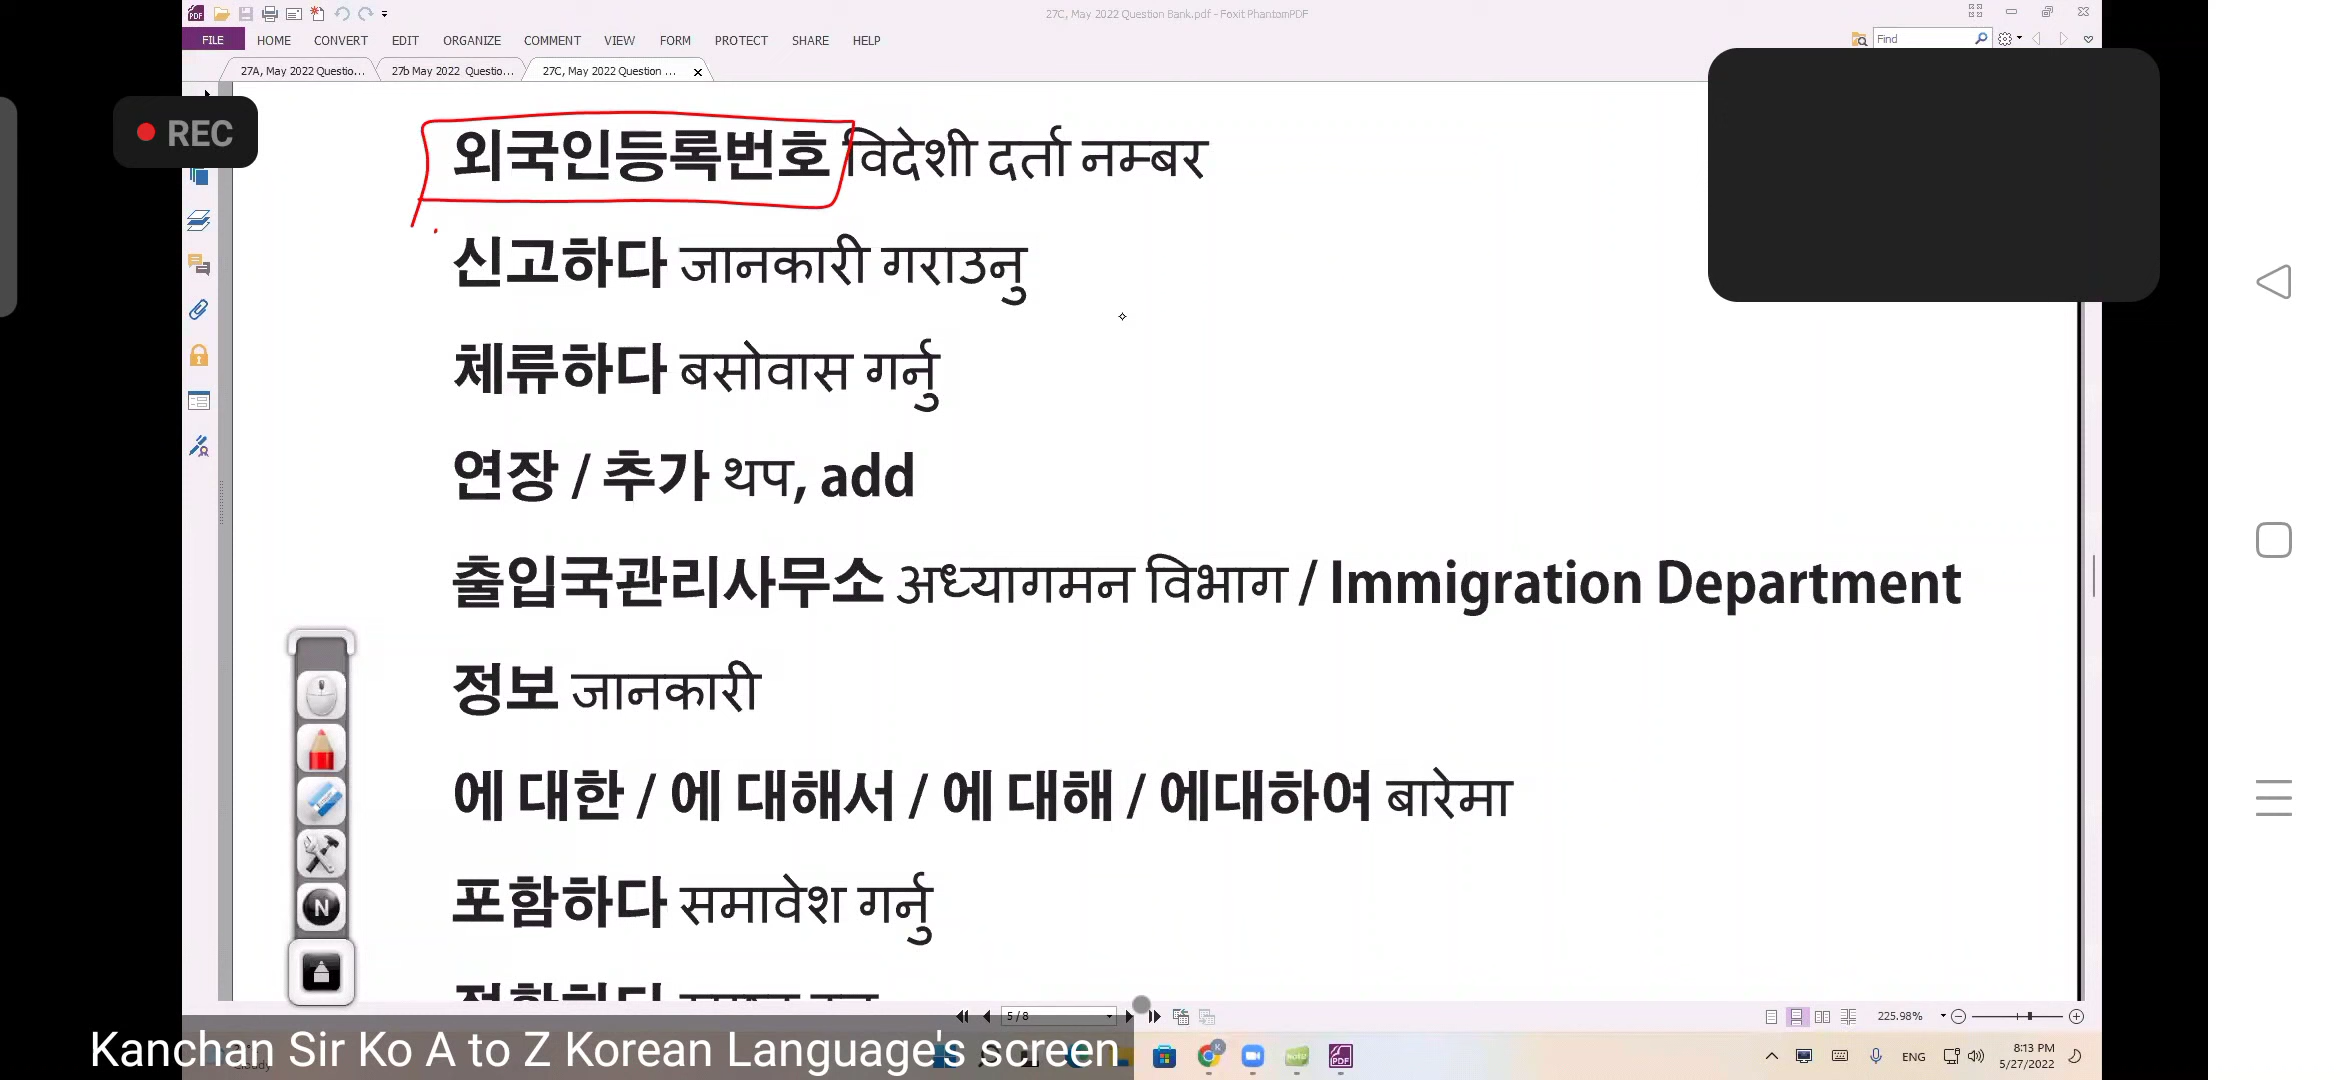 27C, May 2022 Question Bank.pdf - Foxit PhantomPDF
FILE HOME CONVERT EDIT ORGANIZE COMMENT VIEW FORM PROTECT SHARE HELP
Find
27A, May 2022 Questio... 27b May 2022 Questio... 27C, May 2022 Question ...
REC
외국인등록번호 विदेशी दर्ता नम्बर
신고하다 जानकारी गराउनु
체류하다 बसोवास गर्नु
연장 / 추가 थप, add
출입국관리사무소 अध्यागमन विभाग / Immigration Department
정보 जानकारी
에 대한 / 에 대해서 / 에 대해 / 에대하여 बारेमा
포함하다 समावेश गर्नु
N
5 / 8
225.98%
Kanchan Sir Ko A to Z Korean Language's screen
ENG
8:13 PM
5/27/2022